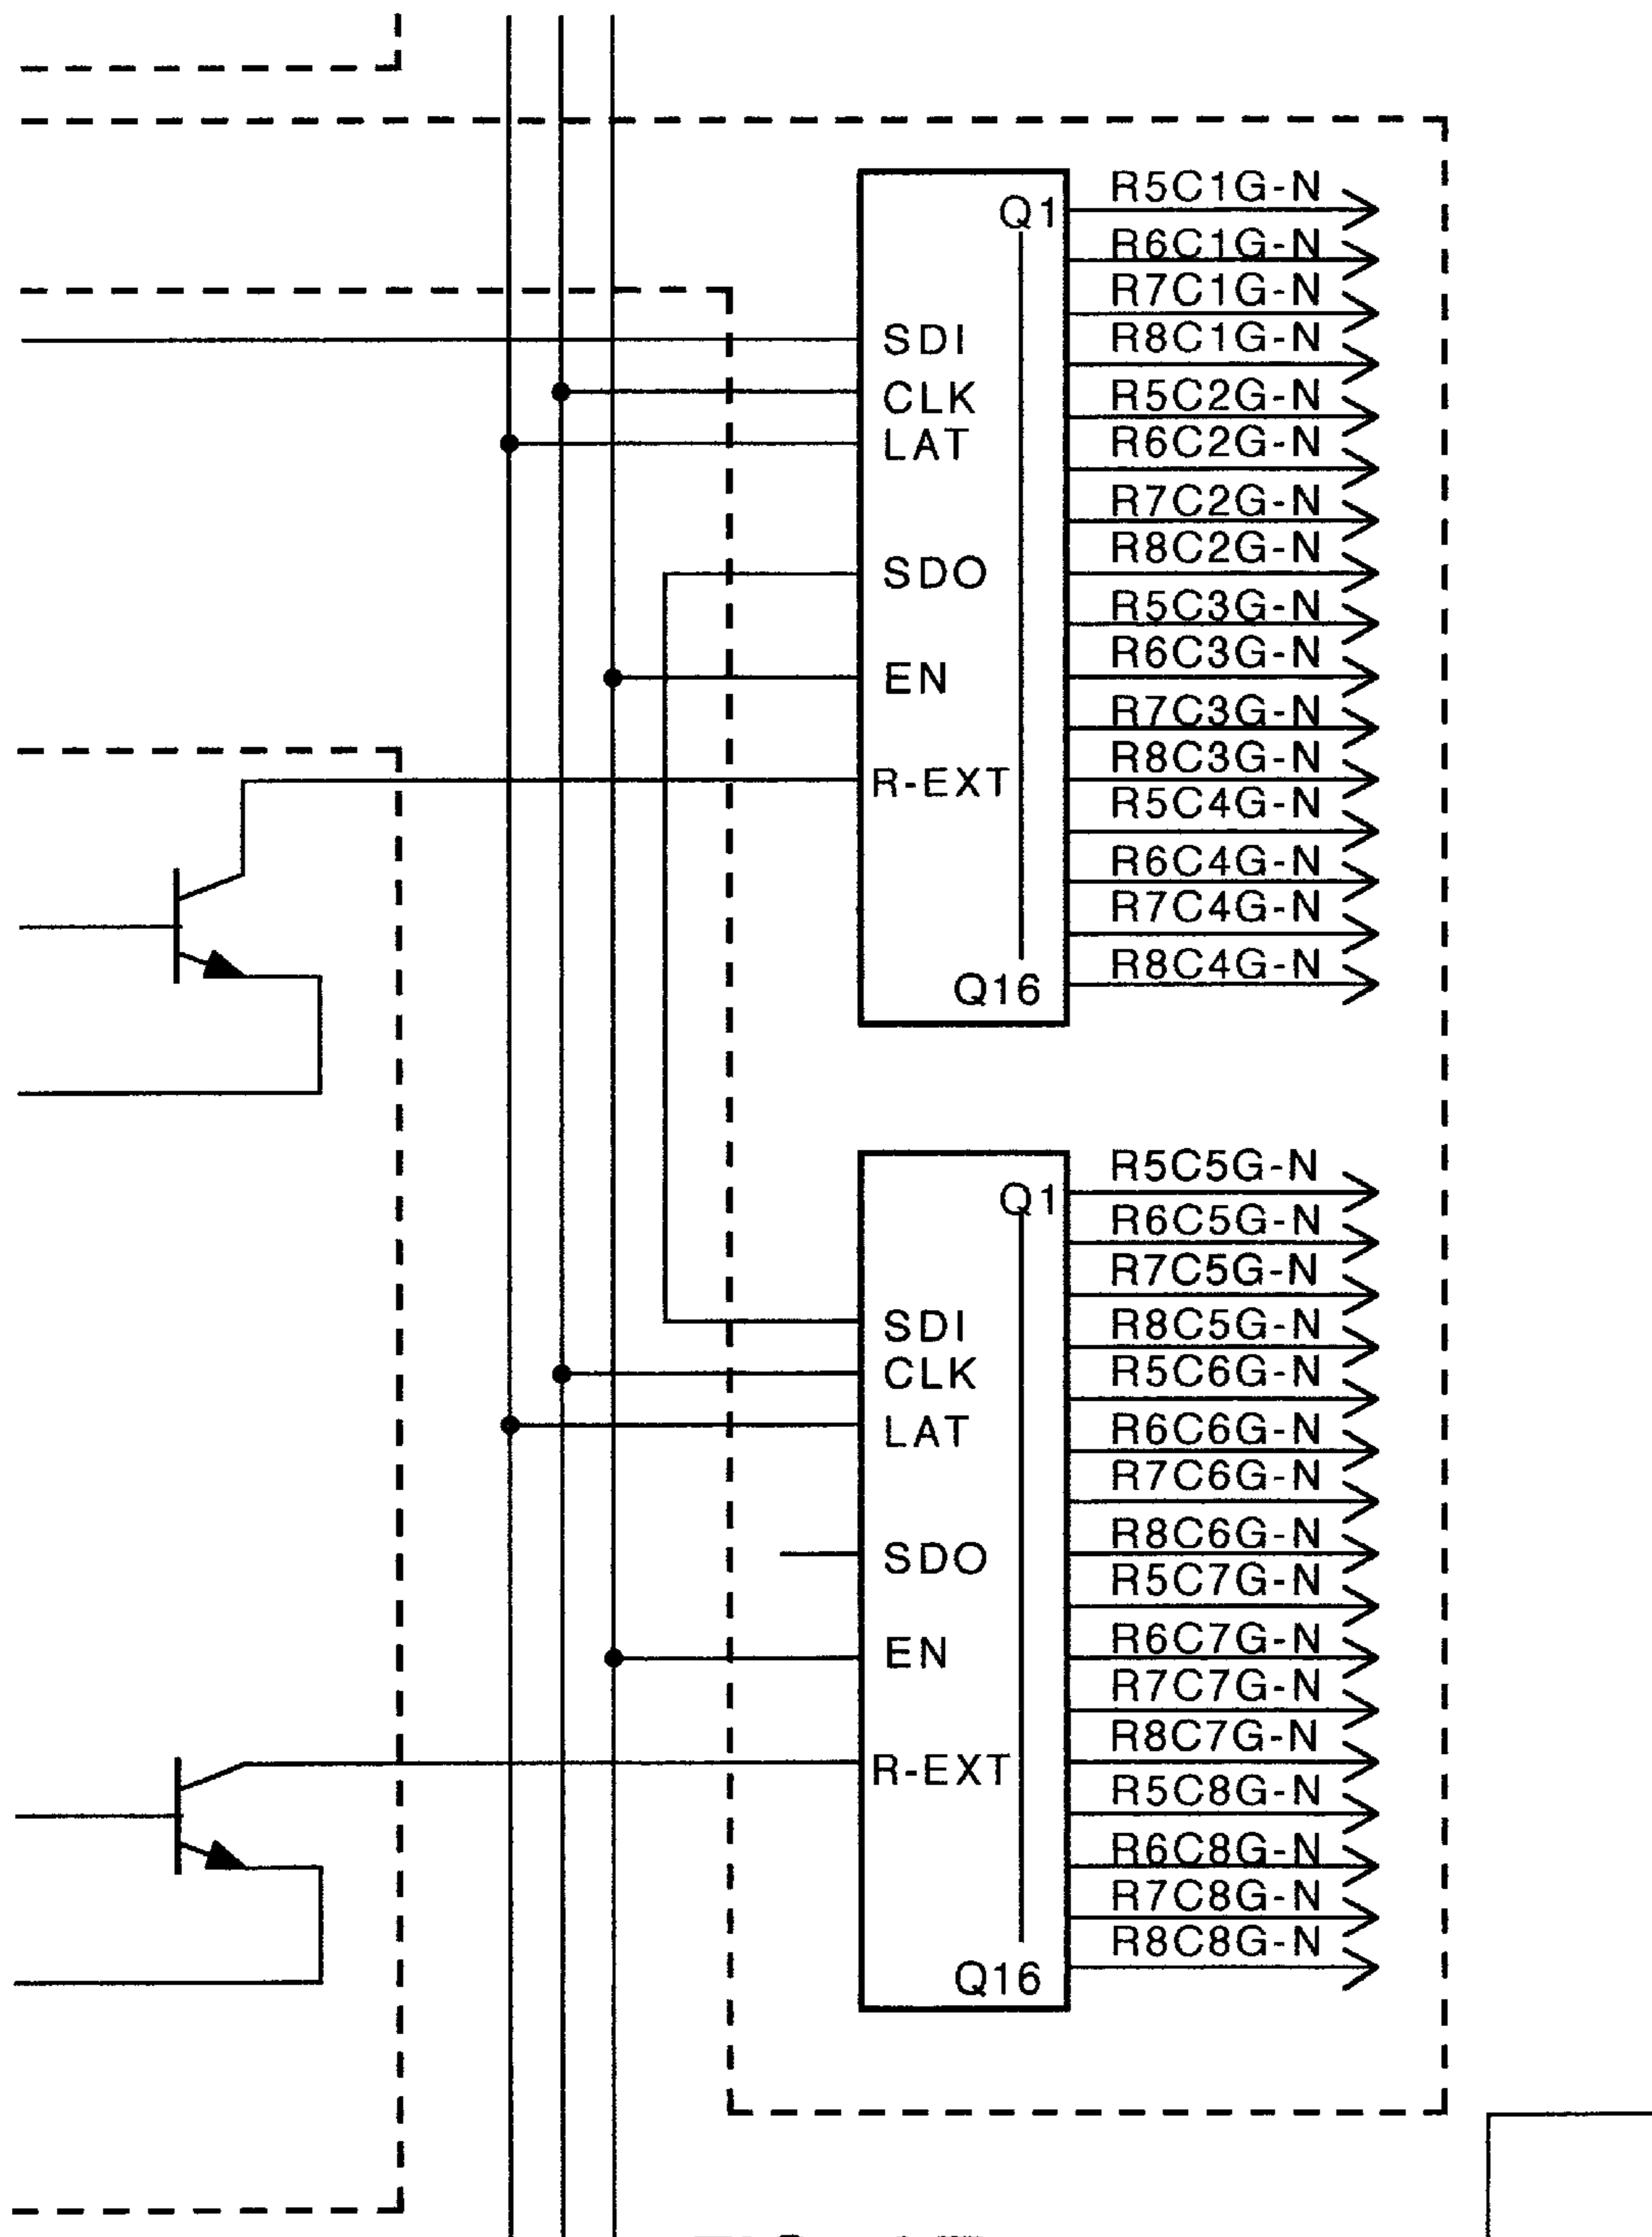 Q1
R5C1G-N
R6C1G-N
R7C1G-N
SDI
R8C1G-N
CLK
R5C2G-N
LAT
R6C2G-N
R7C2G-N
SDO
R8C2G-N
R5C3G-N
R6C3G-N
EN
R7C3G-N
R-EXT
R8C3G-N
R5C4G-N
R6C4G-N
R7C4G-N
R8C4G-N
Q16
R5C5G-N
Q1
R6C5G-N
R7C5G-N
SDI
R8C5G-N
CLK
R5C6G-N
LAT
R6C6G-N
R7C6G-N
SDO
R8C6G-N
R5C7G-N
EN
R6C7G-N
R7C7G-N
R-EXT
R8C7G-N
R5C8G-N
R6C8G-N
R7C8G-N
R8C8G-N
Q16